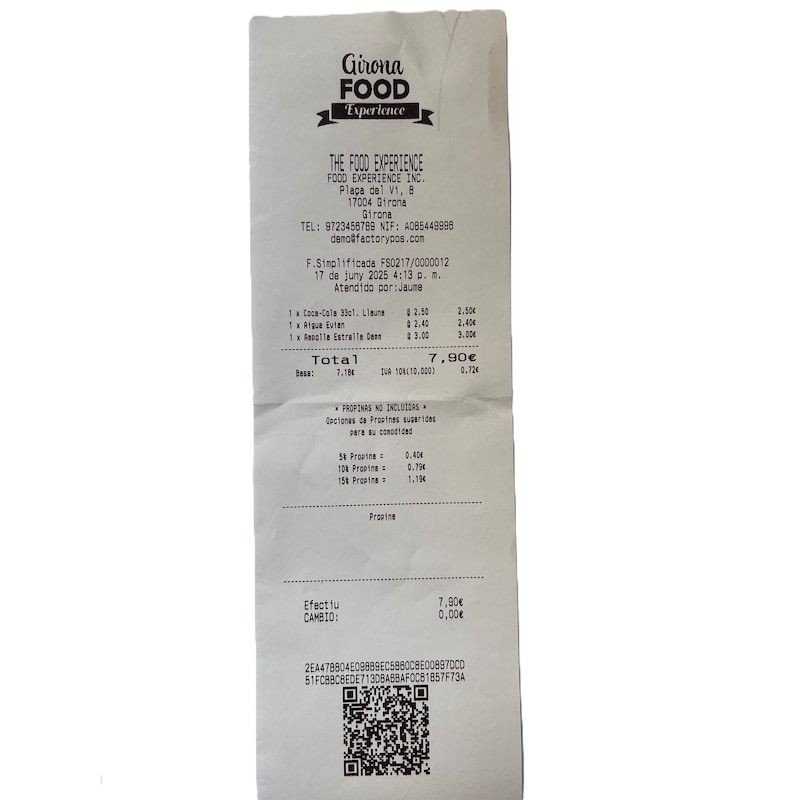 Girona
FOOD
Experience
THE FOOD EXPERIENCE
FOOD EXPERIENCE INC.
Plaça del Vi, 8
17004 Girona
Girona
TEL: 9723456789 NIF: A085449996
demo@factorypos.com
F.Simplificada FS0217/0000012
17 de juny 2025 4:13 p. m.
Atendido por:Jaume
1 x Coca-Cola 33cl. Llauna @ 2,50 2,50€
1 x Aigua Evian @ 2,40 2,40€
1 x Ampolla Estrella Damm @ 3,00 3,00€
Total 7,90€
Base: 7.18€ IVA 10%(10.000) 0.72€
* PROPINAS NO INCLUIDAS *
Opciones de Propinas sugeridas
para su comodidad
5% Propina = 0.40€
10% Propina = 0.79€
15% Propina = 1.19€
Propina
Efectiu 7,90€
CAMBIO: 0,00€